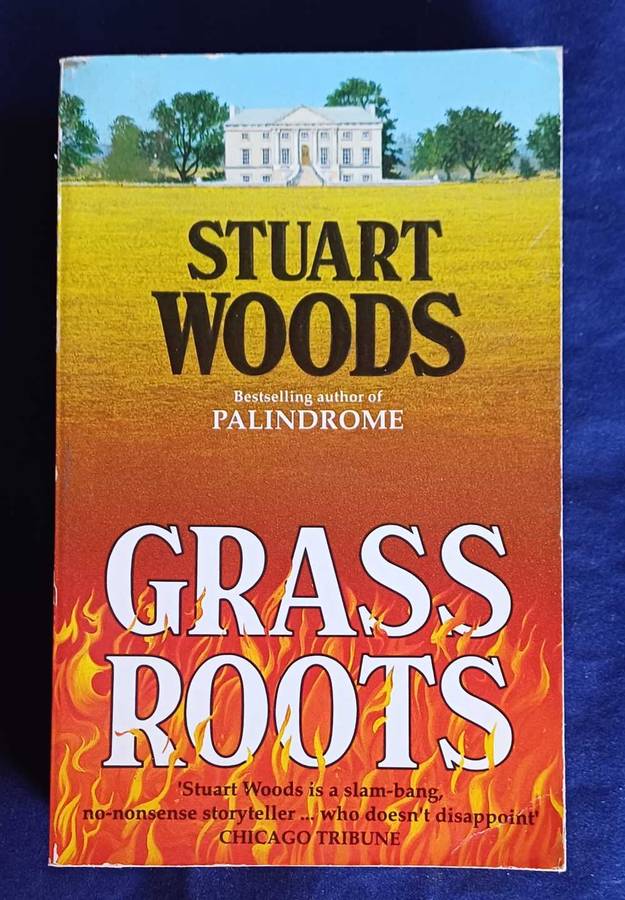 STUART
WOODS
Bestselling author of
PALINDROME
GRASS
ROOTS
'Stuart Woods is a slam-bang,
no-nonsense storyteller ... who doesn't disappoint'
CHICAGO TRIBUNE